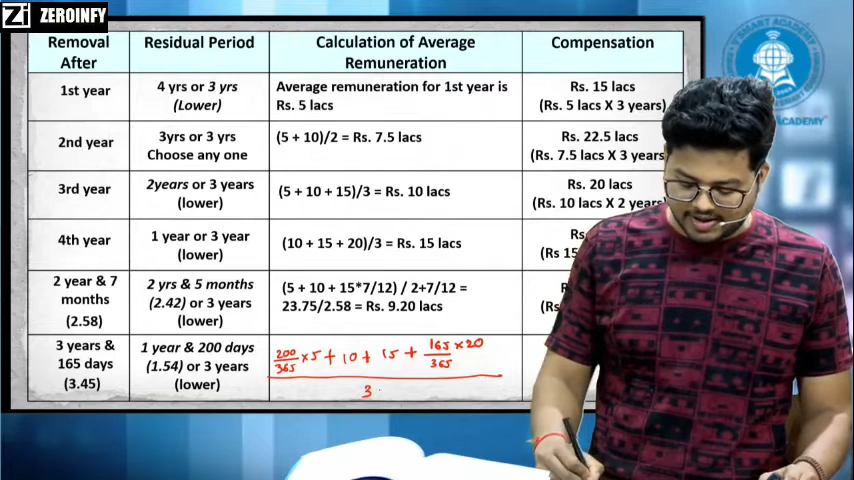 Zi ZEROINFY
Removal After
Residual Period
Calculation of Average Remuneration
Compensation
1st year
4 yrs or 3 yrs
(Lower)
Average remuneration for 1st year is
Rs. 5 lacs
Rs. 15 lacs
(Rs. 5 lacs X 3 years)
2nd year
3yrs or 3 yrs
Choose any one
(5 + 10)/2 = Rs. 7.5 lacs
Rs. 22.5 lacs
(Rs. 7.5 lacs X 3 years
3rd year
2years or 3 years
(lower)
(5 + 10 + 15)/3 = Rs. 10 lacs
Rs. 20 lacs
(Rs. 10 lacs X 2 years)
4th year
1 year or 3 year
(lower)
(10 + 15 + 20)/3 = Rs. 15 lacs
Rs.
(Rs 15
2 year & 7
months
(2.58)
2 yrs & 5 months
(2.42) or 3 years
(lower)
(5 + 10 + 15*7/12) / 2+7/12 =
23.75/2.58 = Rs. 9.20 lacs
(Rs
3 years &
165 days
(3.45)
1 year & 200 days
(1.54) or 3 years
(lower)
200/365 × 5 + 10 + 15 + 165 × 20/365
3
V SMART ACADEMY